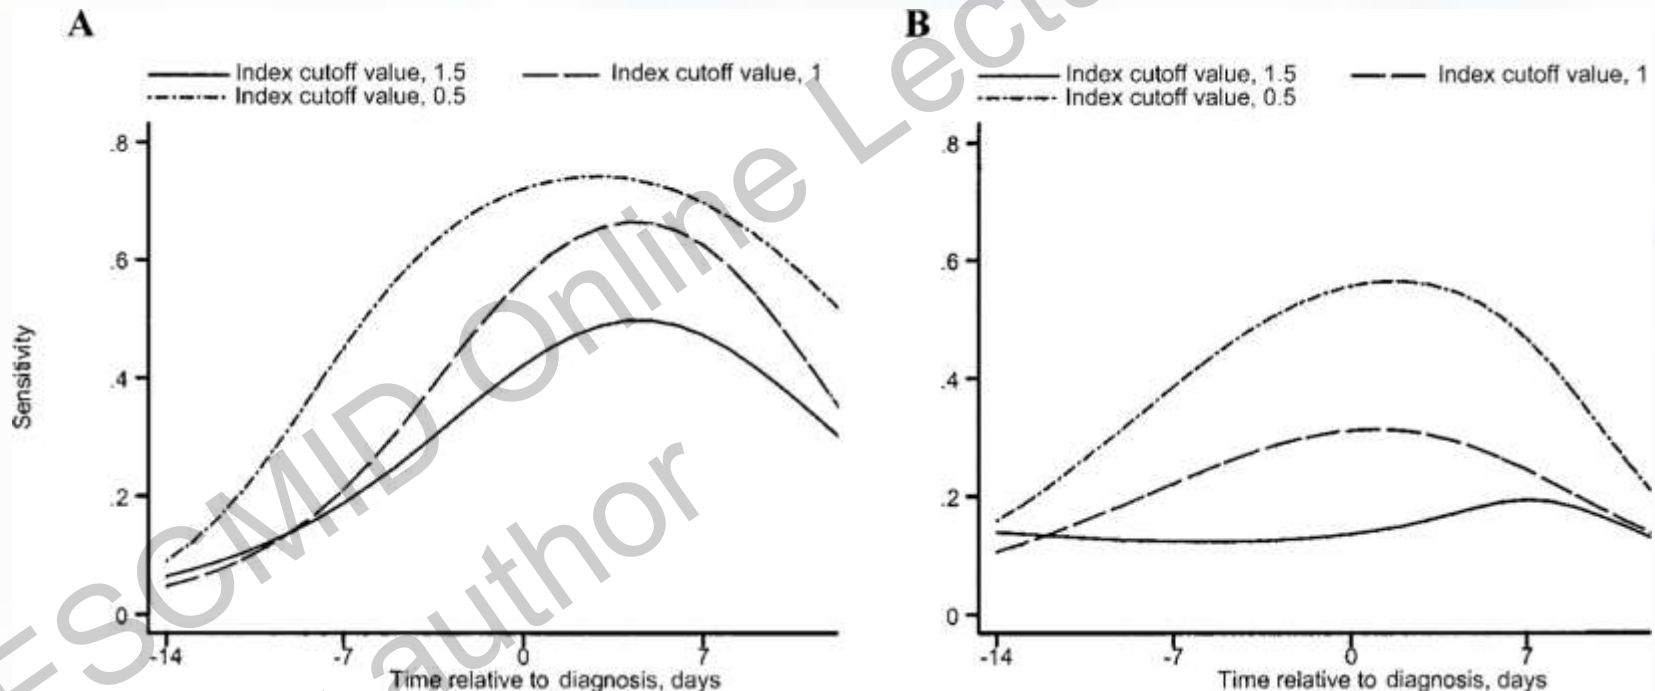 A
Index cutoff value, 1.5
Index cutoff value, 1
Index cutoff value, 0.5
Sensitivity
.8
.6
.4
.2
0
-14
-7
0
7
Time relative to diagnosis, days
B
Index cutoff value, 1.5
Index cutoff value, 1
Index cutoff value, 0.5
.8
.6
.4
.2
0
-14
-7
0
7
Time relative to diagnosis, days
ESCMID Online Lectu
author